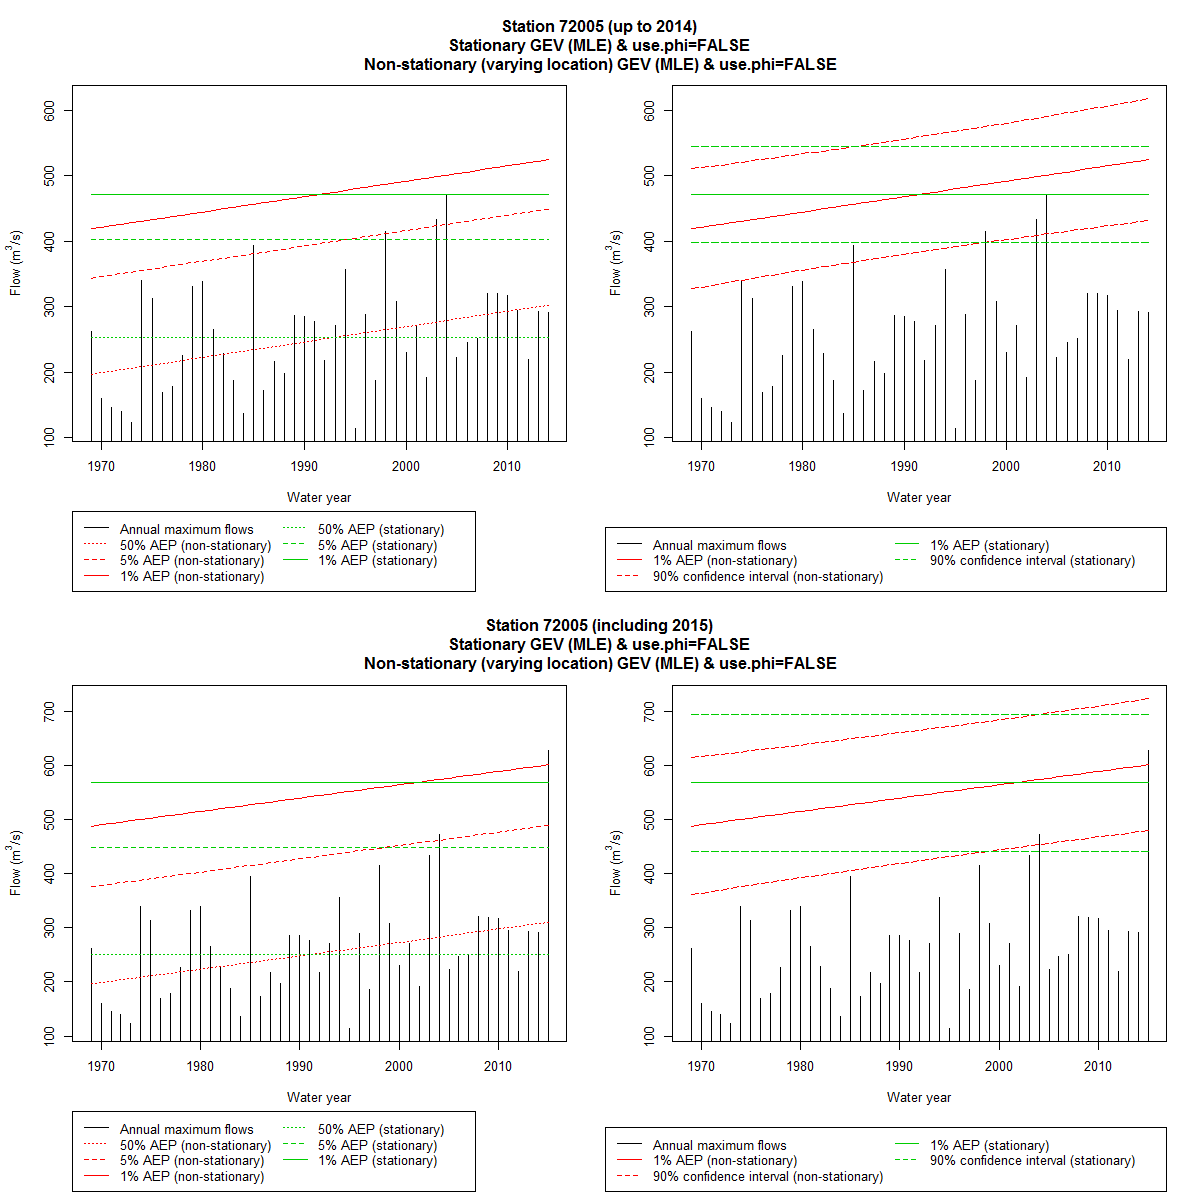 Station 72005 (up to 2014)
Stationary GEV (MLE) & use.phi=FALSE
Non-stationary (varying location) GEV (MLE) & use.phi=FALSE
600
500
400
300
200
100
Flow (m³/s)
1970 1980 1990 2000 2010
Water year
600
500
400
300
200
100
Flow (m³/s)
1970 1980 1990 2000 2010
Water year
Annual maximum flows
50% AEP (non-stationary)
5% AEP (non-stationary)
1% AEP (non-stationary)
50% AEP (stationary)
5% AEP (stationary)
1% AEP (stationary)
Annual maximum flows
1% AEP (non-stationary)
90% confidence interval (non-stationary)
1% AEP (stationary)
90% confidence interval (stationary)
Station 72005 (including 2015)
Stationary GEV (MLE) & use.phi=FALSE
Non-stationary (varying location) GEV (MLE) & use.phi=FALSE
700
600
500
400
300
200
100
Flow (m³/s)
1970 1980 1990 2000 2010
Water year
700
600
500
400
300
200
100
Flow (m³/s)
1970 1980 1990 2000 2010
Water year
Annual maximum flows
50% AEP (non-stationary)
5% AEP (non-stationary)
1% AEP (non-stationary)
50% AEP (stationary)
5% AEP (stationary)
1% AEP (stationary)
Annual maximum flows
1% AEP (non-stationary)
90% confidence interval (non-stationary)
1% AEP (stationary)
90% confidence interval (stationary)